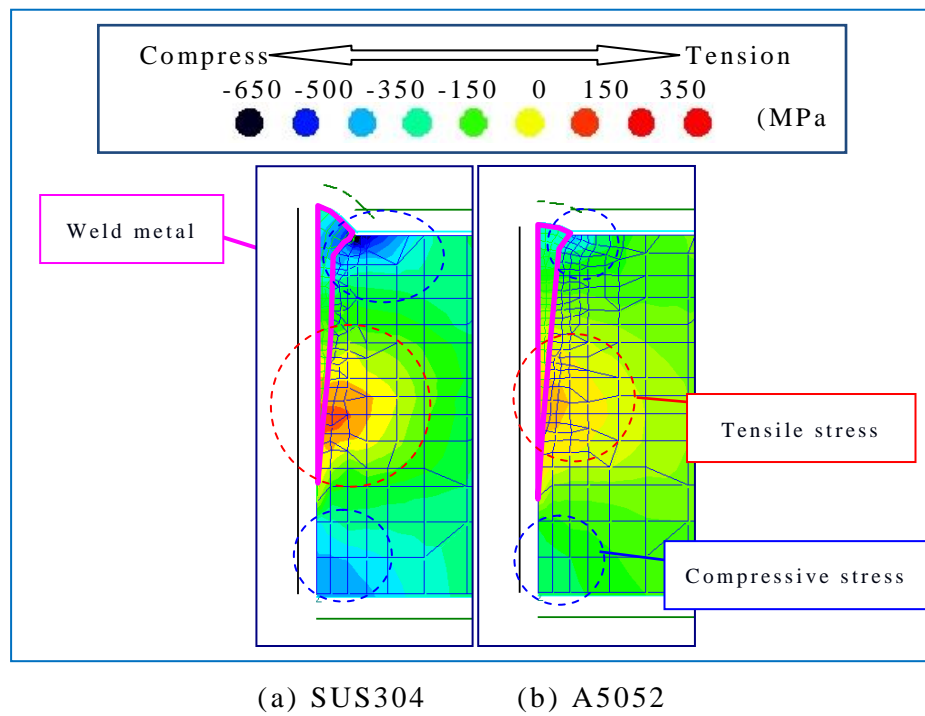 Compress Tension
-650 -500 -350 -150 0 150 350
(MPa
Weld metal
Tensile stress
Compressive stress
(a) SUS304 (b) A5052